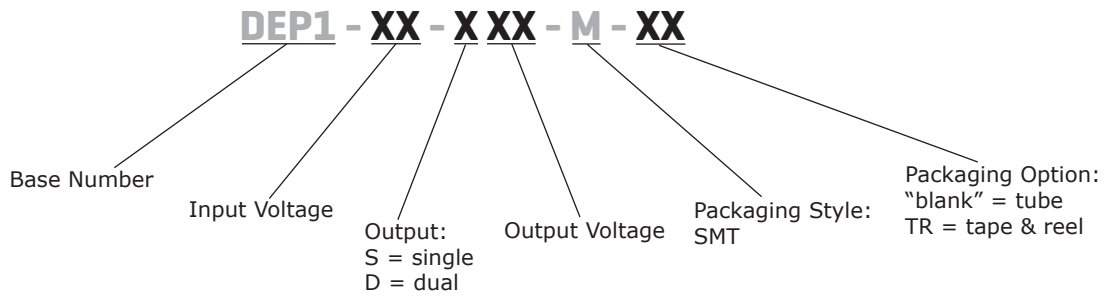 DEP1 - XX - X XX - M - XX
Base Number
Input Voltage
Output:
S = single
D = dual
Output Voltage
Packaging Style:
SMT
Packaging Option:
“blank” = tube
TR = tape & reel